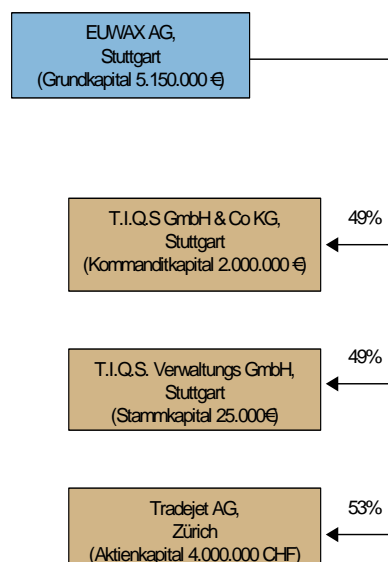 EUWAX AG,
Stuttgart
(Grundkapital 5.150.000 €)
T.I.Q.S GmbH & Co KG,
Stuttgart
(Kommanditkapital 2.000.000 €)
49%
T.I.Q.S. Verwaltungs GmbH,
Stuttgart
(Stammkapital 25.000€)
49%
Tradejet AG,
Zürich
(Aktienkapital 4.000.000 CHF)
53%